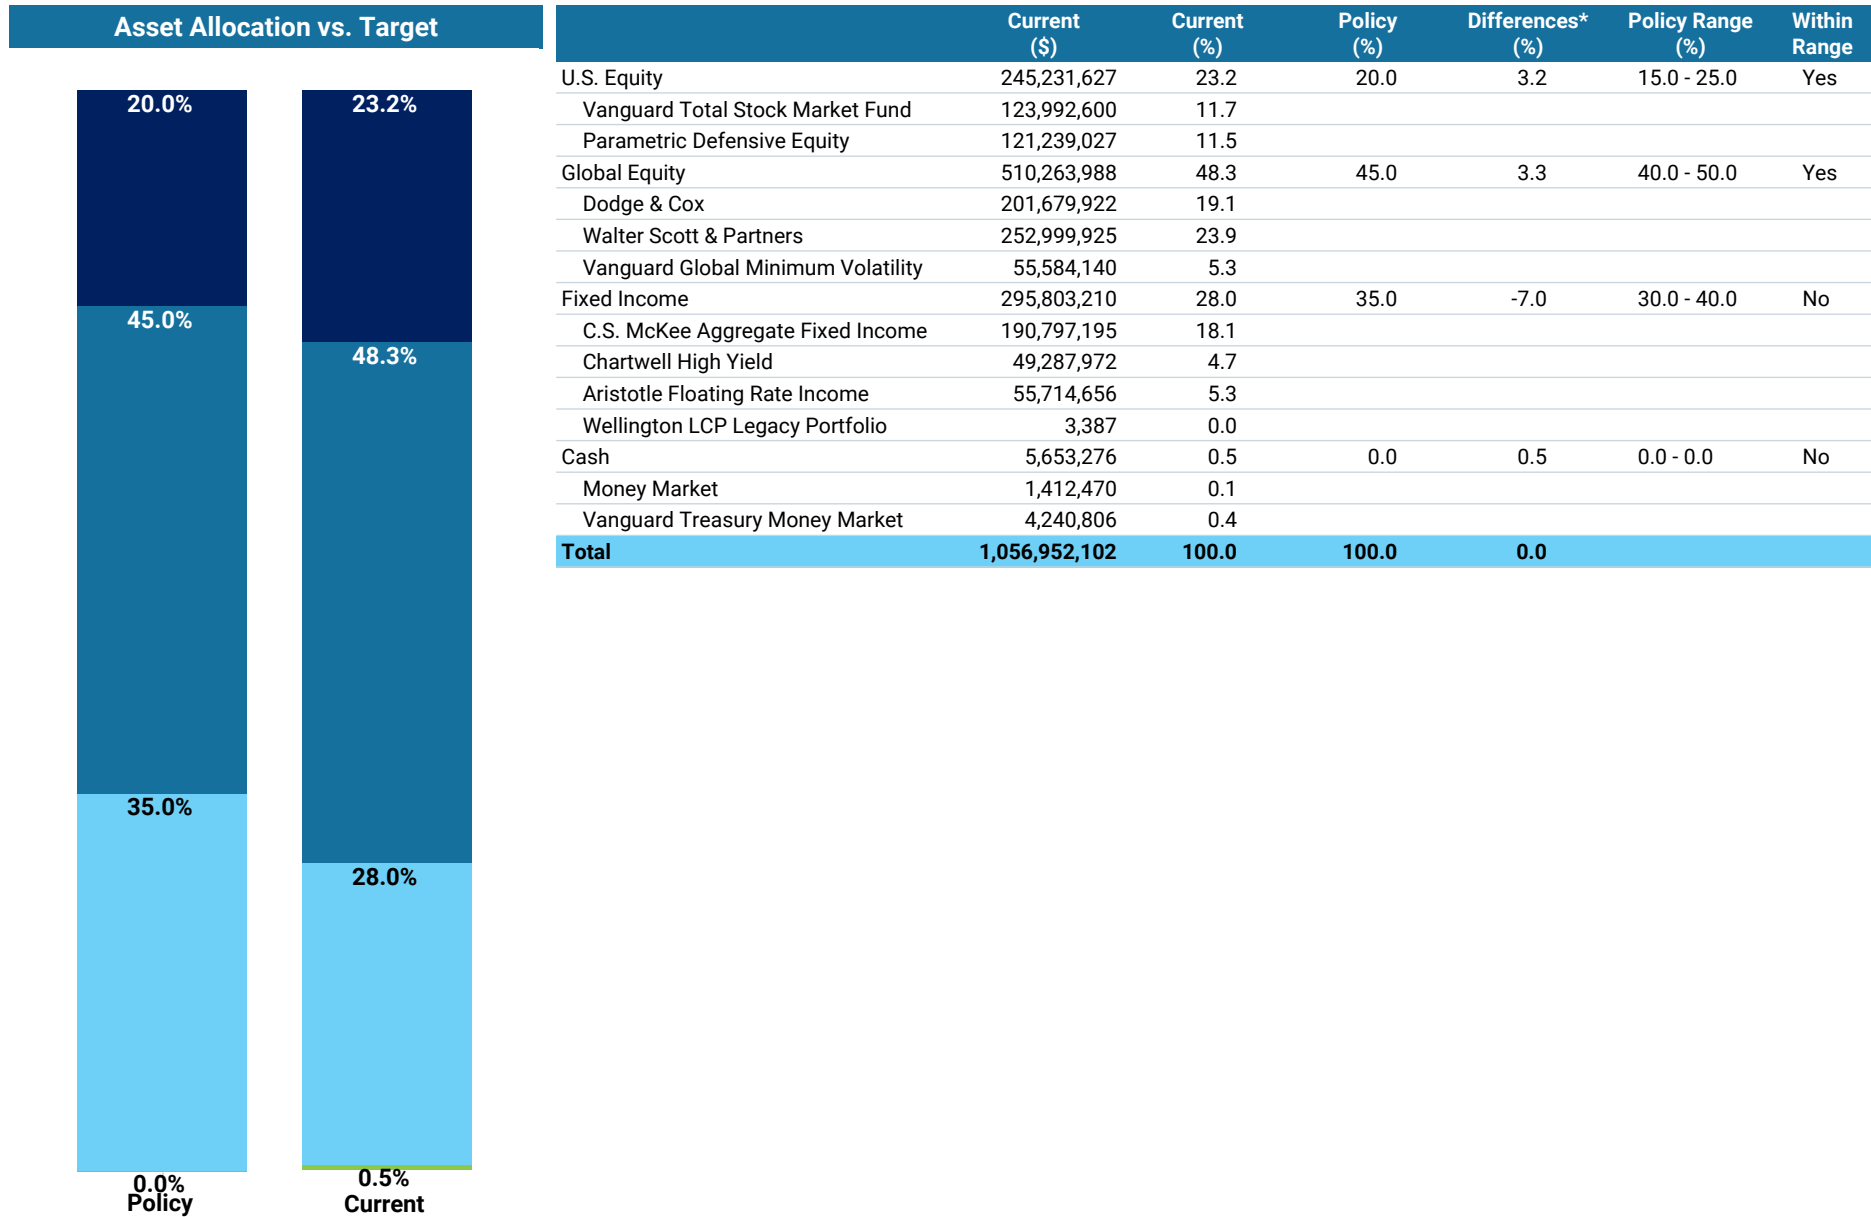 Asset Allocation vs. Target
20.0%
23.2%
45.0%
48.3%
35.0%
28.0%
0.0%
0.5%
Policy
Current
Current ($) Current (%) Policy (%) Differences* (%) Policy Range (%) Within Range
U.S. Equity 245,231,627 23.2 20.0 3.2 15.0 - 25.0 Yes
Vanguard Total Stock Market Fund 123,992,600 11.7
Parametric Defensive Equity 121,239,027 11.5
Global Equity 510,263,988 48.3 45.0 3.3 40.0 - 50.0 Yes
Dodge & Cox 201,679,922 19.1
Walter Scott & Partners 252,999,925 23.9
Vanguard Global Minimum Volatility 55,584,140 5.3
Fixed Income 295,803,210 28.0 35.0 -7.0 30.0 - 40.0 No
C.S. McKee Aggregate Fixed Income 190,797,195 18.1
Chartwell High Yield 49,287,972 4.7
Aristotle Floating Rate Income 55,714,656 5.3
Wellington LCP Legacy Portfolio 3,387 0.0
Cash 5,653,276 0.5 0.0 0.5 0.0 - 0.0 No
Money Market 1,412,470 0.1
Vanguard Treasury Money Market 4,240,806 0.4
Total 1,056,952,102 100.0 100.0 0.0